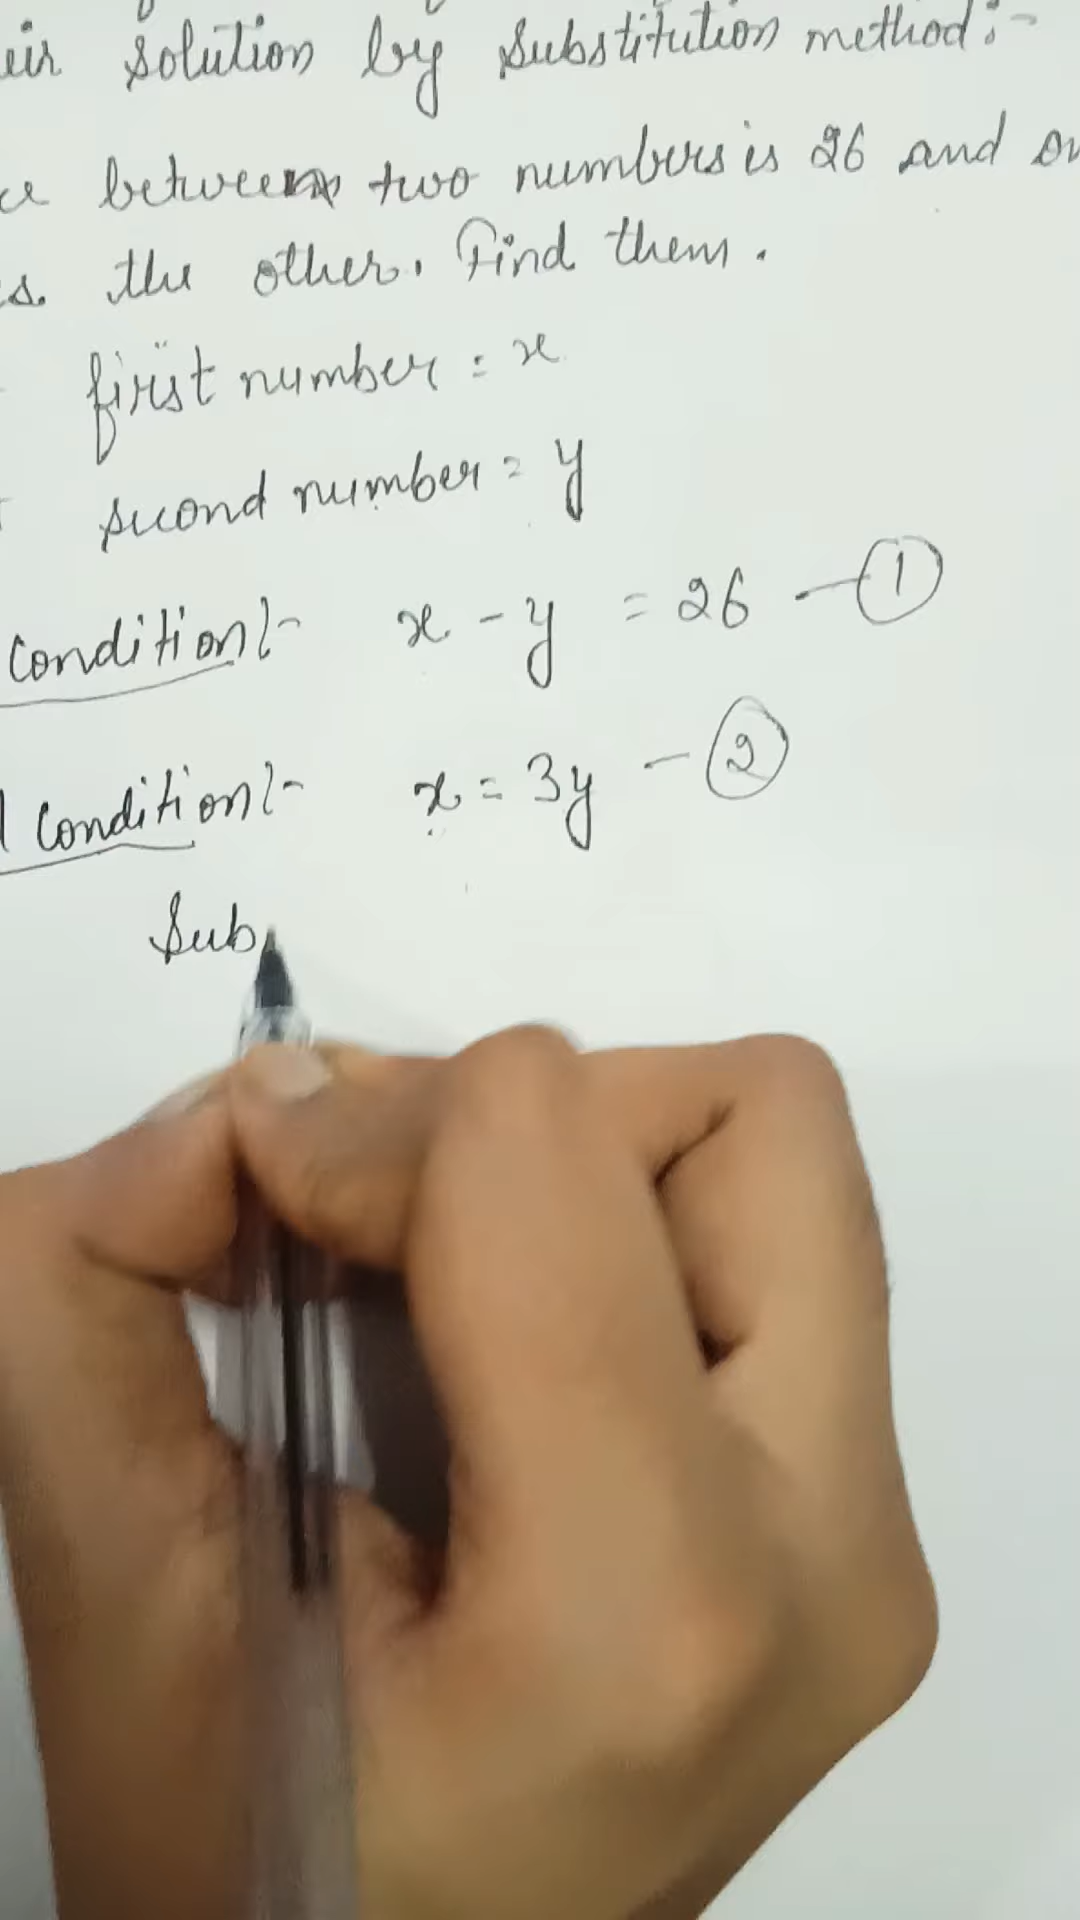 solution by Substitution method:-
between two numbers is 26 and
the other. Find them.
first number = x
second number = y
condition:- x - y = 26 - 1
condition:- x = 3y - 2
Sub